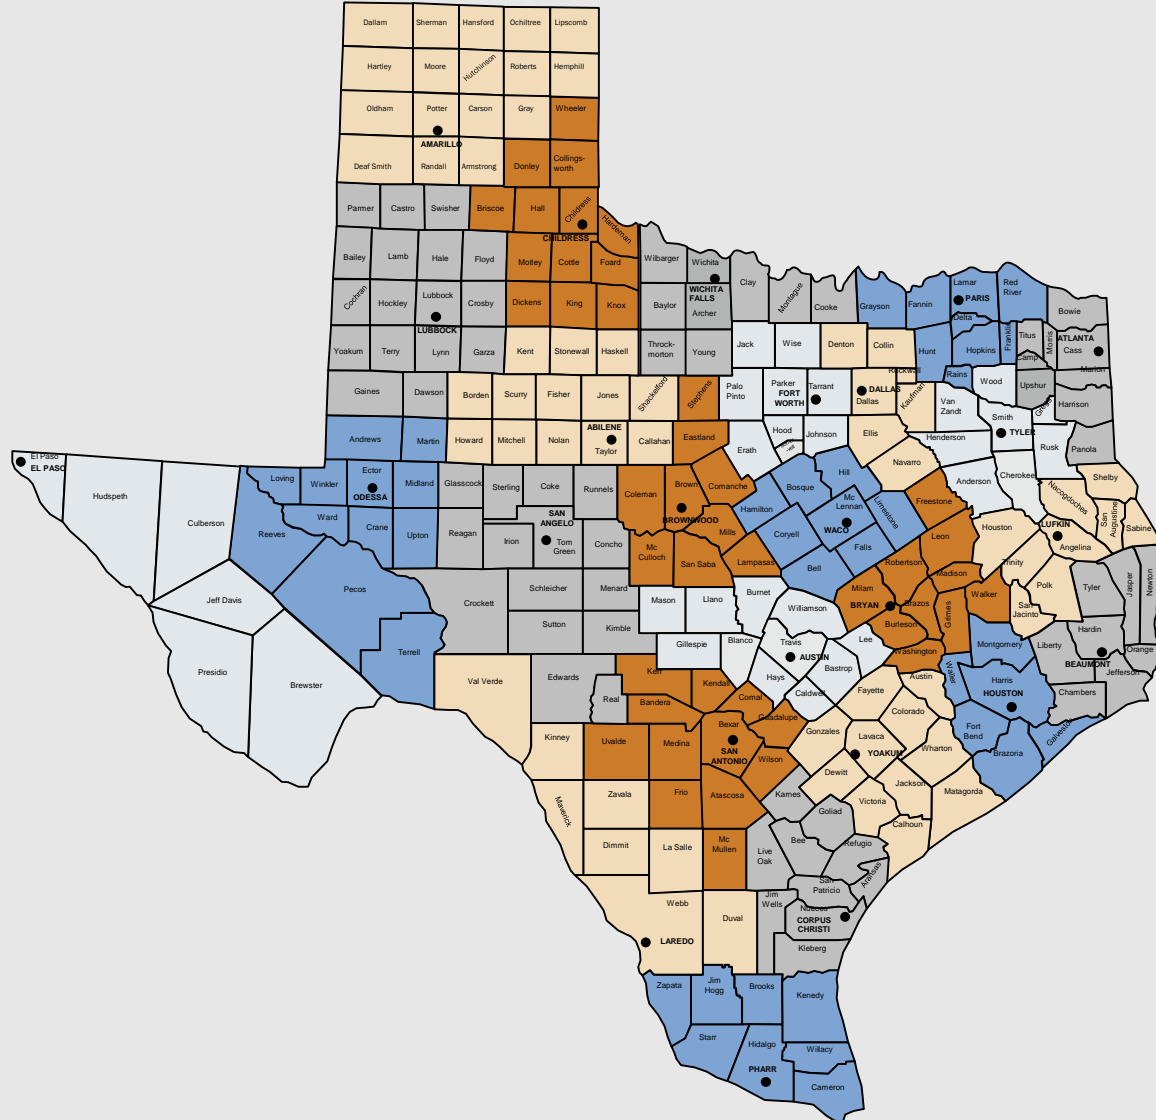 Dallam Sherman Hansford Ochiltree Lipscomb
Hartley Moore Hutchinson Roberts Hemphill
Oldham Potter Carson Gray Wheeler
AMARILLO
Deaf Smith Randall Armstrong Donley Collings-
worth
Parmer Castro Swisher Briscoe Hall Childress
CHILDRESS
Hardeman
Bailey Lamb Hale Floyd Motley Cottle Foard Wilbarger Wichita
WICHITA
FALLS
Clay Montague Cooke Grayson Fannin Lamar Red
River
PARIS
Bowie
Cochran Hockley Lubbock Crosby Dickens King Knox Baylor Archer
LUBBOCK
Delta Franklin Titus Morris ATLANTA
Cass
Camp
Marion
Yoakum Terry Lynn Garza Kent Stonewall Haskell Throck-
morton Young Jack Wise Denton Collin Hunt Hopkins
Rockwall Rains Wood Upshur Gregg Harrison
Gaines Dawson Borden Scurry Fisher Jones Shackelford Stephens Palo
Pinto Parker Tarrant
FORT
WORTH
DALLAS
Dallas Kaufman Van
Zandt Smith
TYLER
Andrews Martin Howard Mitchell Nolan
ABILENE
Taylor Callahan Eastland Erath Hood Johnson Ellis Henderson Rusk Panola
El Paso
EL PASO
Hudspeth Culberson Loving Winkler Ector
ODESSA
Midland Glasscock Sterling Coke Runnels Coleman Brown
BROWNWOOD
Comanche Hamilton Bosque Hill Navarro Anderson Cherokee Nacogdoches Shelby
San
Augustine
Sabine
Reeves Ward Crane Upton Reagan Irion
SAN
ANGELO
Tom
Green Concho Mc
Culloch San Saba Mills Lampasas Coryell Mc
Lennan
WACO
Limestone Freestone Leon Houston
LUFKIN
Angelina
Falls Bell Robertson Madison Trinity Polk Tyler Jasper Newton
Jeff Davis Pecos Crockett Schleicher Menard Mason Llano Burnet Williamson Milam
BRYAN
Brazos Grimes Walker San
Jacinto Hardin
Sutton Kimble Burleson Washington Montgomery Liberty
BEAUMONT
Orange
Jefferson
Presidio Brewster Terrell Val Verde Edwards Real Kerr Gillespie Blanco Travis
AUSTIN
Lee Bastrop Hays Caldwell Fayette Austin Waller Harris
HOUSTON
Chambers
Kendall Bandera Comal Guadalupe Gonzales Colorado Fort
Bend Brazoria Galveston
Kinney Uvalde Medina Bexar
SAN
ANTONIO
Wilson Lavaca
YOAKUM
Wharton
Dewitt Jackson Matagorda
Maverick Zavala Frio Atascosa Karnes Victoria Calhoun
Goliad
Dimmit La Salle Mc
Mullen Live
Oak Bee Refugio Aransas
San
Patricio
Webb
LAREDO
Duval Jim
Wells Nueces
CORPUS
CHRISTI
Kleberg
Zapata Jim
Hogg Brooks Kenedy
Starr Hidalgo
PHARR
Willacy
Cameron